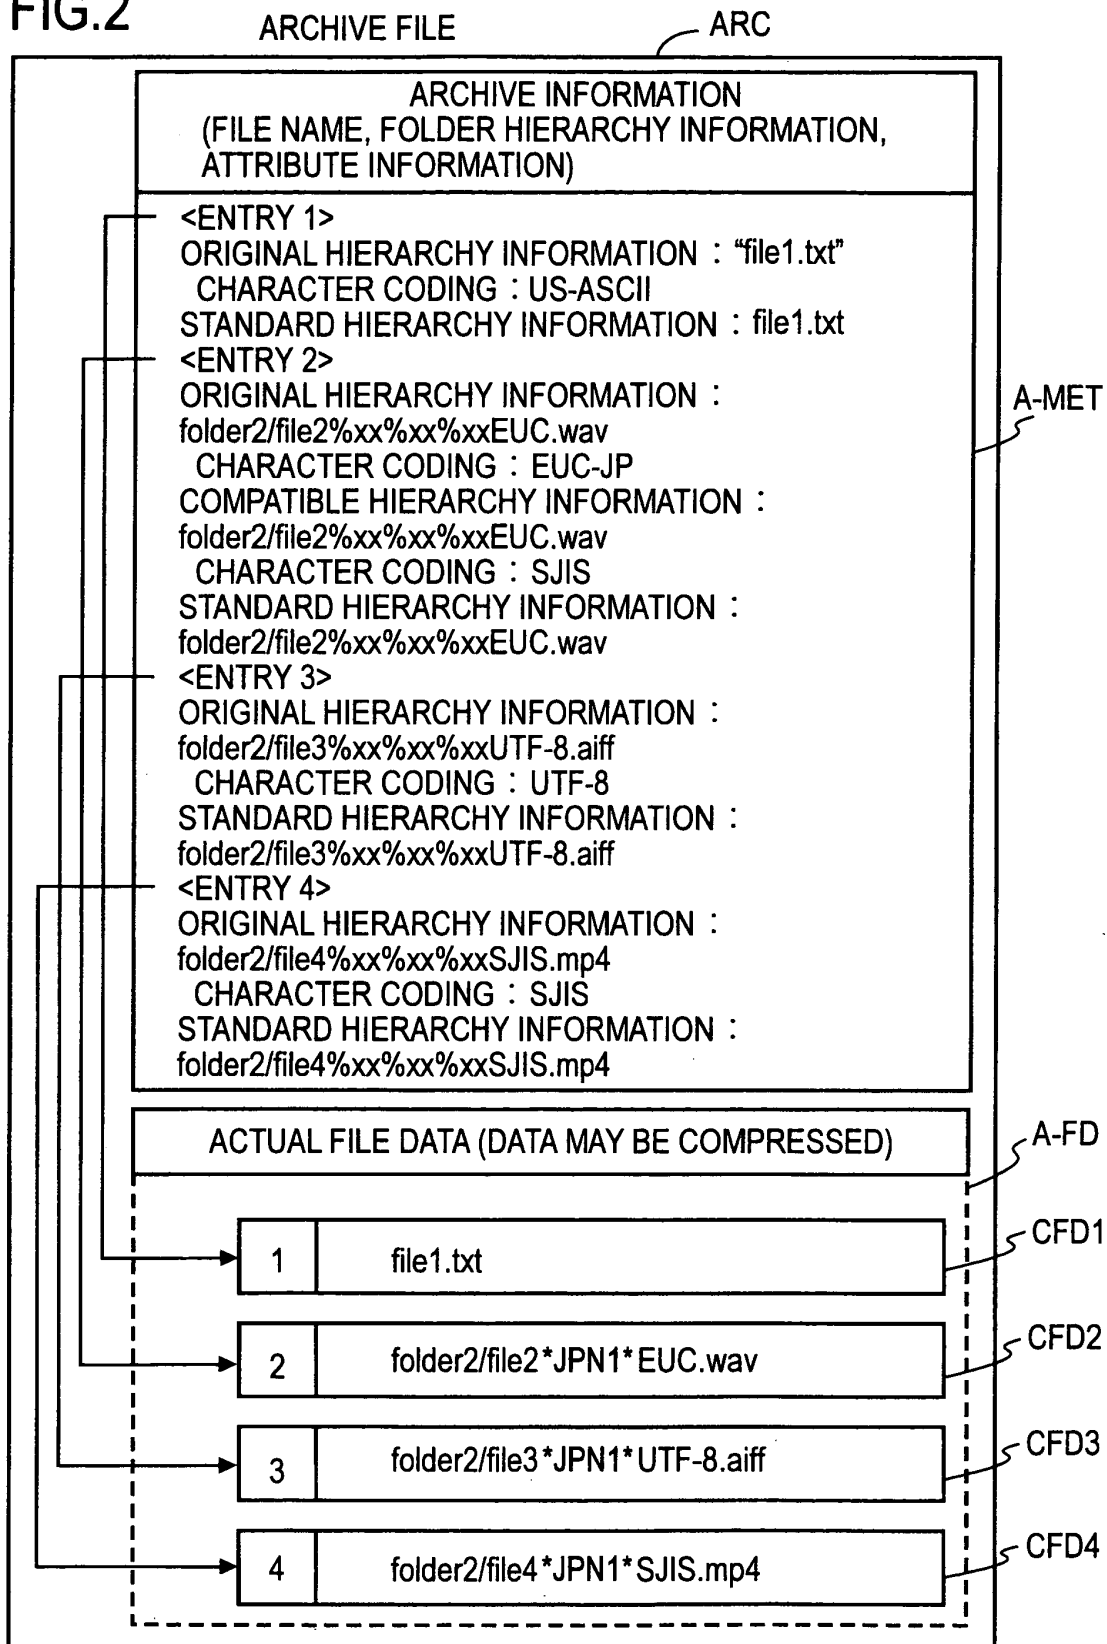 FIG.2
ARCHIVE FILE
ARC
ARCHIVE INFORMATION
(FILE NAME, FOLDER HIERARCHY INFORMATION,
ATTRIBUTE INFORMATION)
<ENTRY 1>
ORIGINAL HIERARCHY INFORMATION : “file1.txt”
CHARACTER CODING : US-ASCII
STANDARD HIERARCHY INFORMATION : file1.txt
<ENTRY 2>
ORIGINAL HIERARCHY INFORMATION :
folder2/file2%xx%xx%xxEUC.wav
CHARACTER CODING : EUC-JP
COMPATIBLE HIERARCHY INFORMATION :
folder2/file2%xx%xx%xxEUC.wav
CHARACTER CODING : SJIS
STANDARD HIERARCHY INFORMATION :
folder2/file2%xx%xx%xxEUC.wav
<ENTRY 3>
ORIGINAL HIERARCHY INFORMATION :
folder2/file3%xx%xx%xxUTF-8.aiff
CHARACTER CODING : UTF-8
STANDARD HIERARCHY INFORMATION :
folder2/file3%xx%xx%xxUTF-8.aiff
<ENTRY 4>
ORIGINAL HIERARCHY INFORMATION :
folder2/file4%xx%xx%xxSJIS.mp4
CHARACTER CODING : SJIS
STANDARD HIERARCHY INFORMATION :
folder2/file4%xx%xx%xxSJIS.mp4
A-MET
ACTUAL FILE DATA (DATA MAY BE COMPRESSED)
A-FD
1 file1.txt
CFD1
2 folder2/file2*JPN1*EUC.wav
CFD2
3 folder2/file3*JPN1*UTF-8.aiff
CFD3
4 folder2/file4*JPN1*SJIS.mp4
CFD4